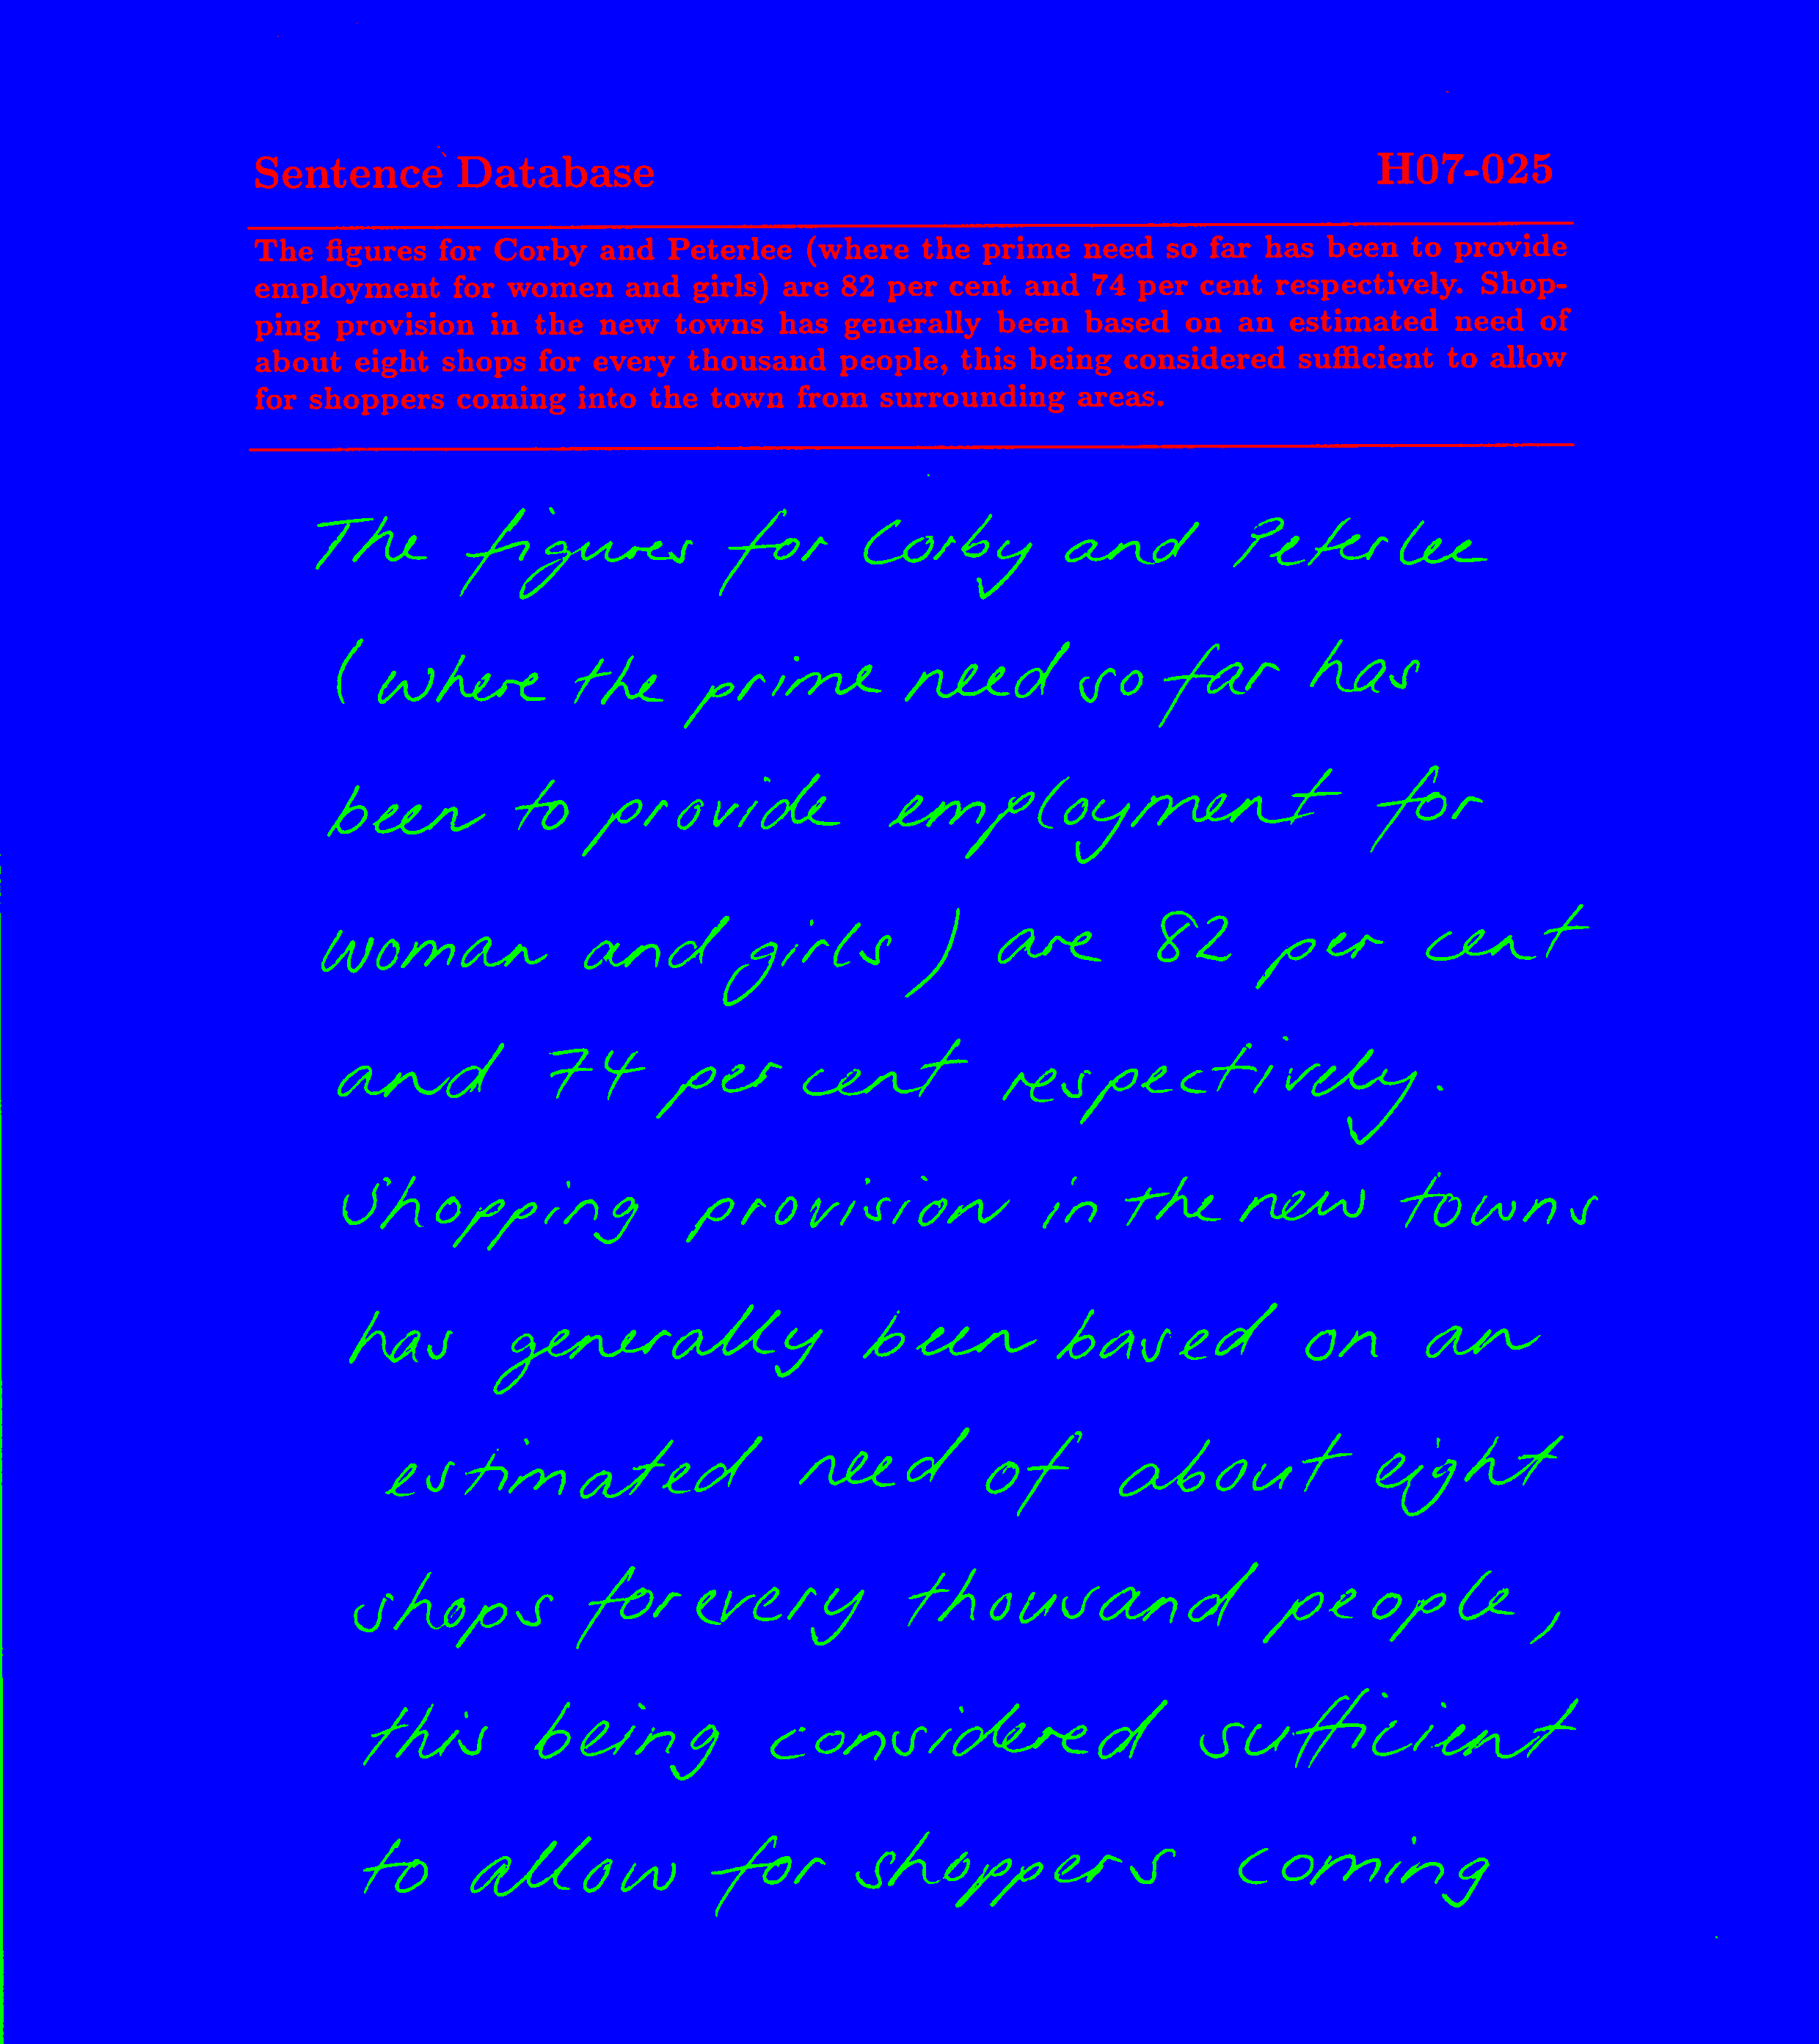 Sentence Database H07-025
The figures for Corby and Peterlee (where the prime need so far has been to provide
employment for women and girls) are 82 per cent and 74 per cent respectively. Shop-
ping provision in the new towns has generally been based on an estimated need of
about eight shops for every thousand people, this being considered sufficient to allow
for shoppers coming into the town from surrounding areas.
The figures for Corby and Peterlee
(where the prime need so far has
been to provide employment for
woman and girls) are 82 per cent
and 74 per cent respectively.
Shopping provision in the new towns
has generally been based on an
estimated need of about eight
shops for every thousand people,
this being considered sufficient
to allow for shoppers coming